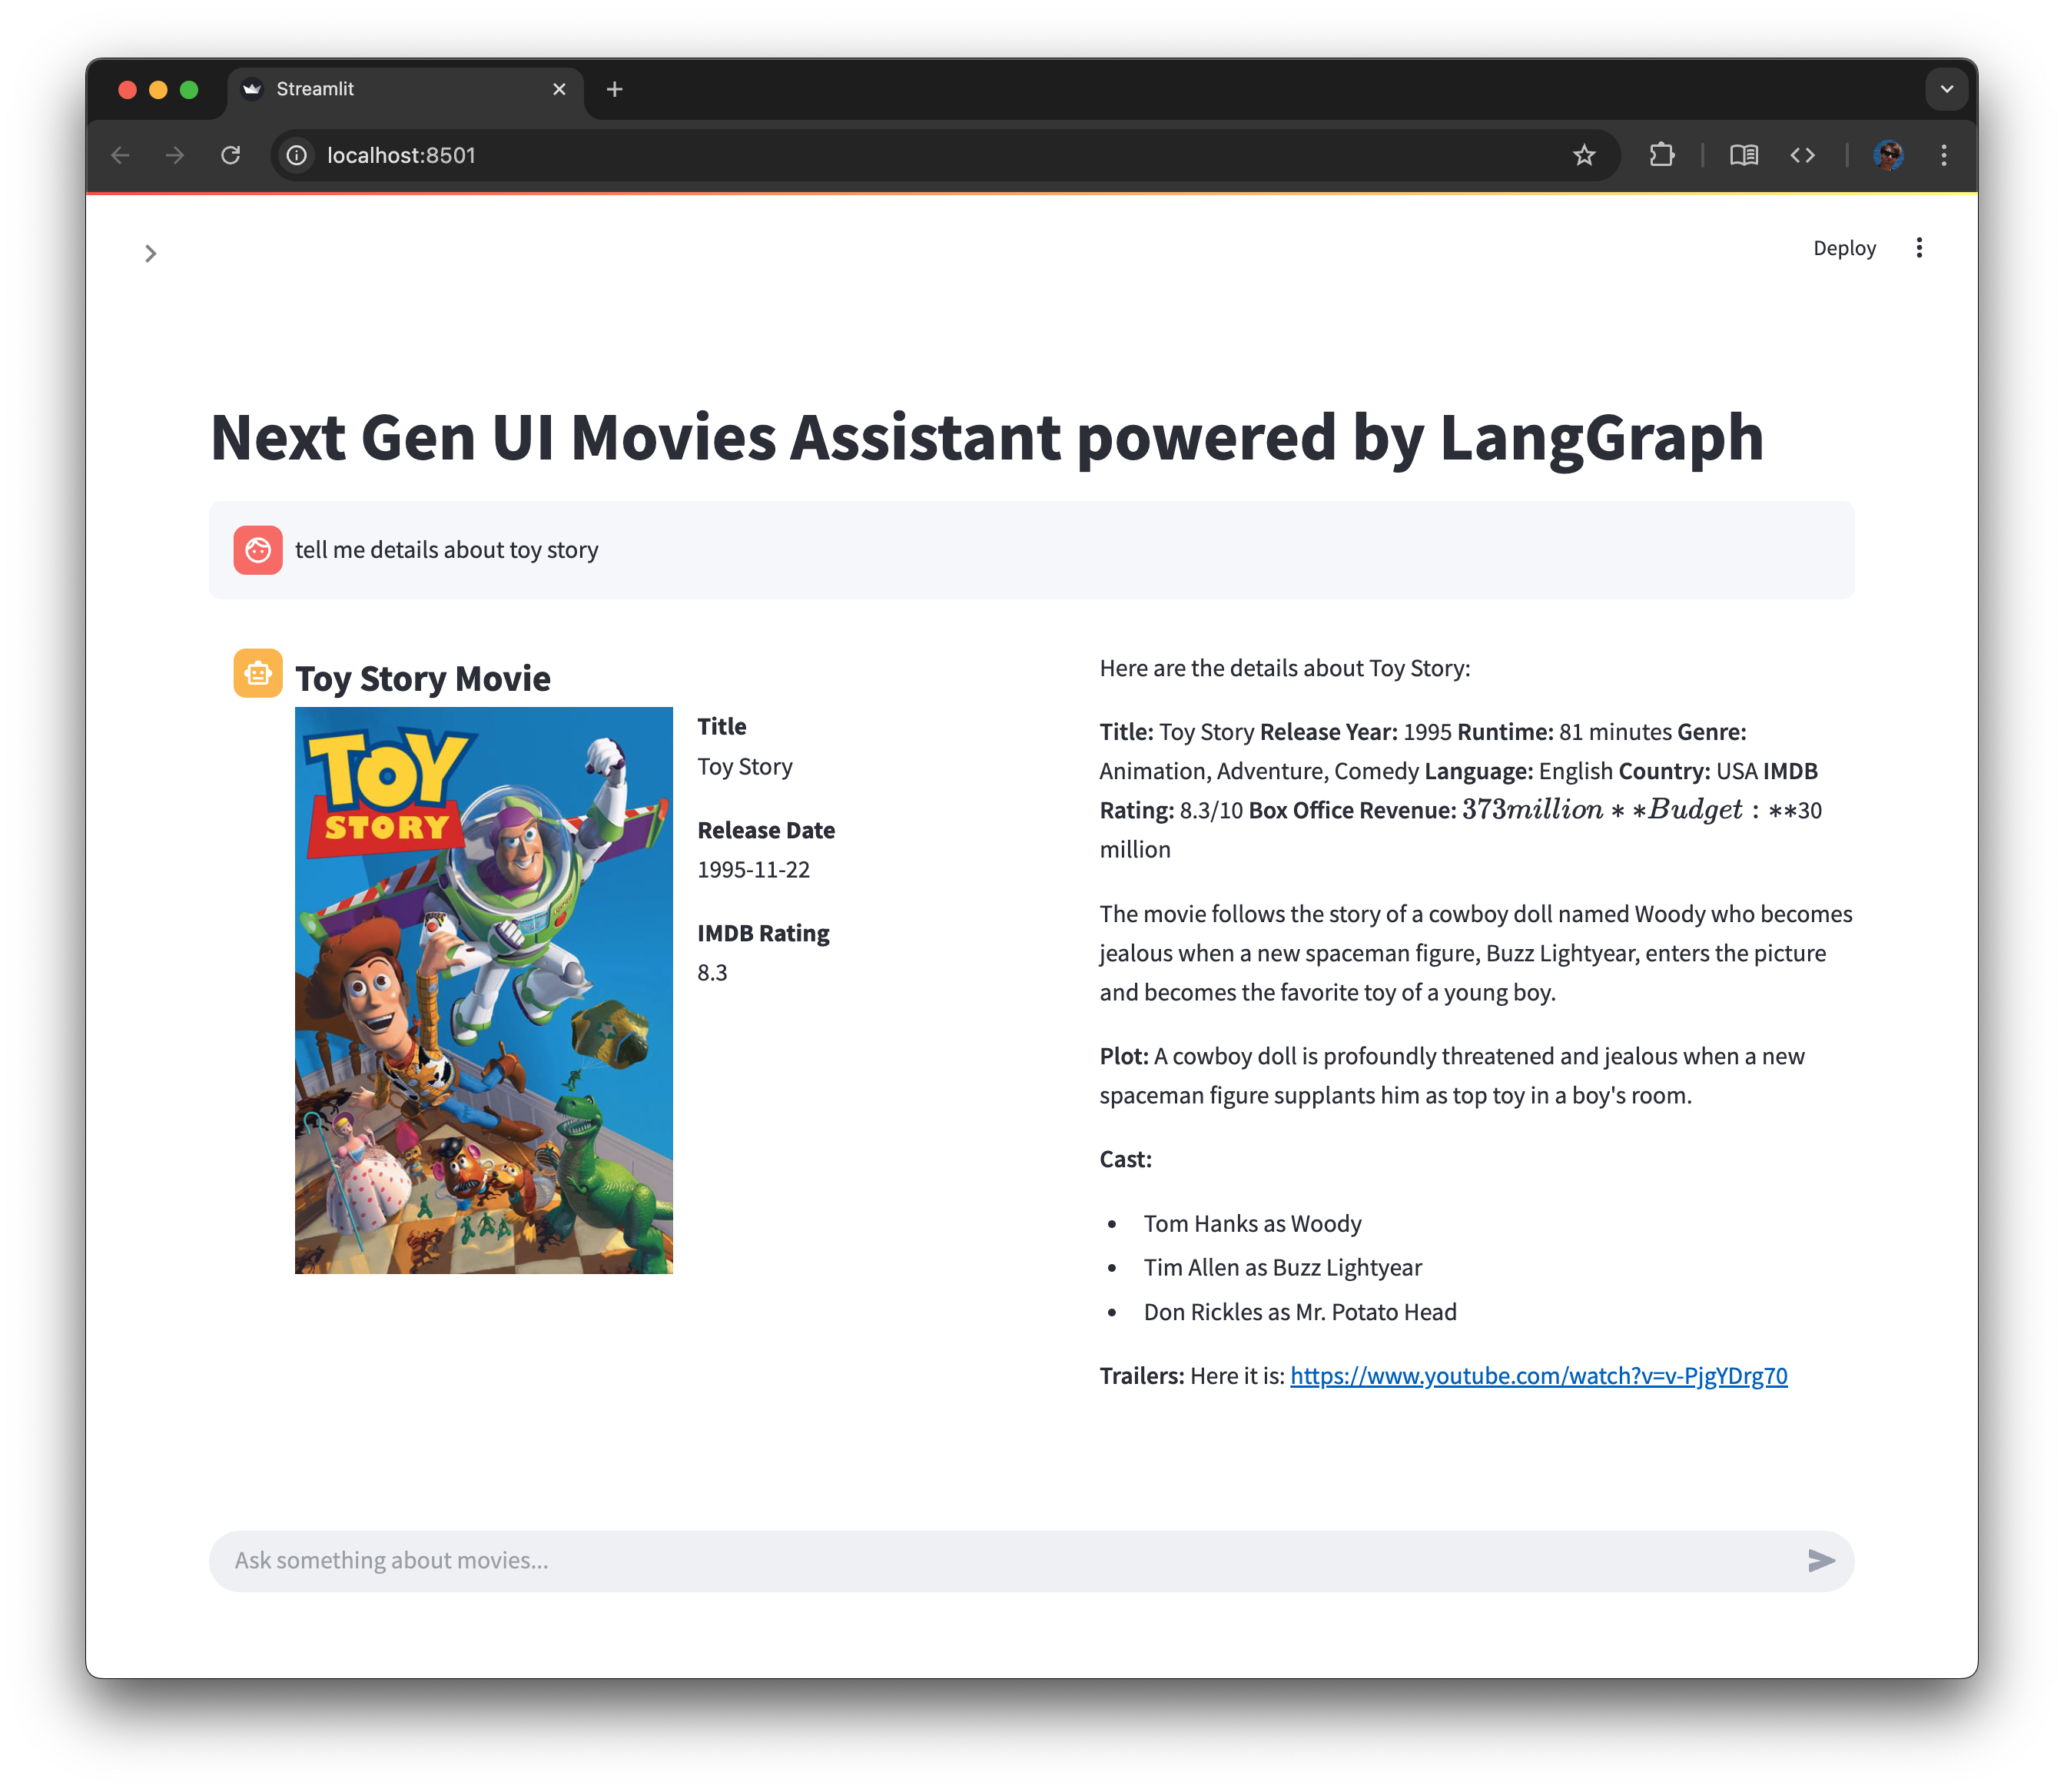 Streamlit
localhost:8501
Deploy
Next Gen UI Movies Assistant powered by LangGraph
tell me details about toy story
Toy Story Movie
TOY
STORY
Title
Toy Story
Release Date
1995-11-22
IMDB Rating
8.3
Here are the details about Toy Story:
Title: Toy Story Release Year: 1995 Runtime: 81 minutes Genre:
Animation, Adventure, Comedy Language: English Country: USA IMDB
Rating: 8.3/10 Box Office Revenue: 373million * *Budget : **30
million
The movie follows the story of a cowboy doll named Woody who becomes
jealous when a new spaceman figure, Buzz Lightyear, enters the picture
and becomes the favorite toy of a young boy.
Plot: A cowboy doll is profoundly threatened and jealous when a new
spaceman figure supplants him as top toy in a boy's room.
Cast:
• Tom Hanks as Woody
• Tim Allen as Buzz Lightyear
• Don Rickles as Mr. Potato Head
Trailers: Here it is: https://www.youtube.com/watch?v=v-PjgYDrg70
Ask something about movies...